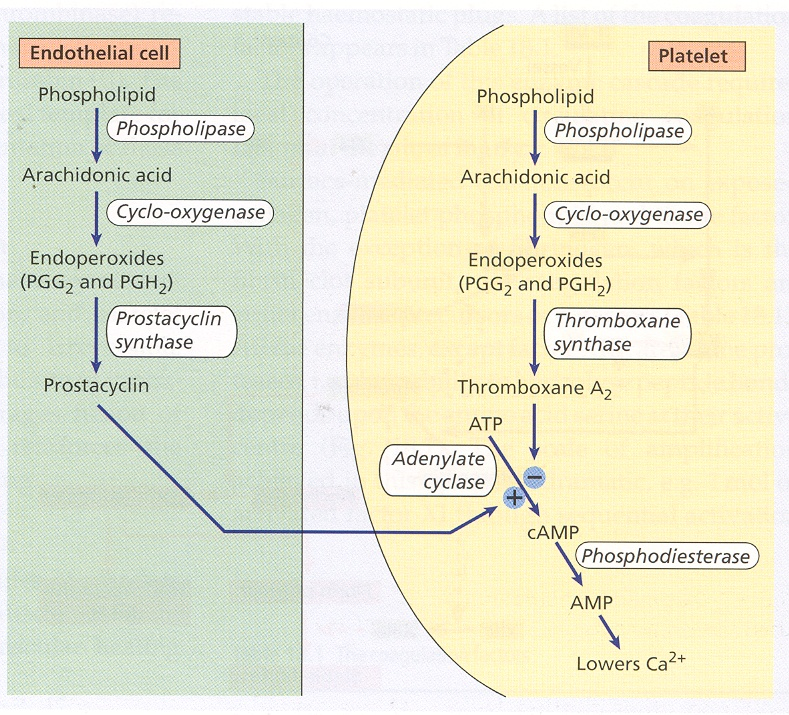 Endothelial cell
Phospholipid
Phospholipase
Arachidonic acid
Cyclo-oxygenase
Endoperoxides
(PGG₂ and PGH₂)
Prostacyclin
synthase
Prostacyclin
Platelet
Phospholipid
Phospholipase
Arachidonic acid
Cyclo-oxygenase
Endoperoxides
(PGG₂ and PGH₂)
Thromboxane
synthase
Thromboxane A₂
ATP
Adenylate
cyclase
−
+
cAMP
Phosphodiesterase
AMP
Lowers Ca²⁺